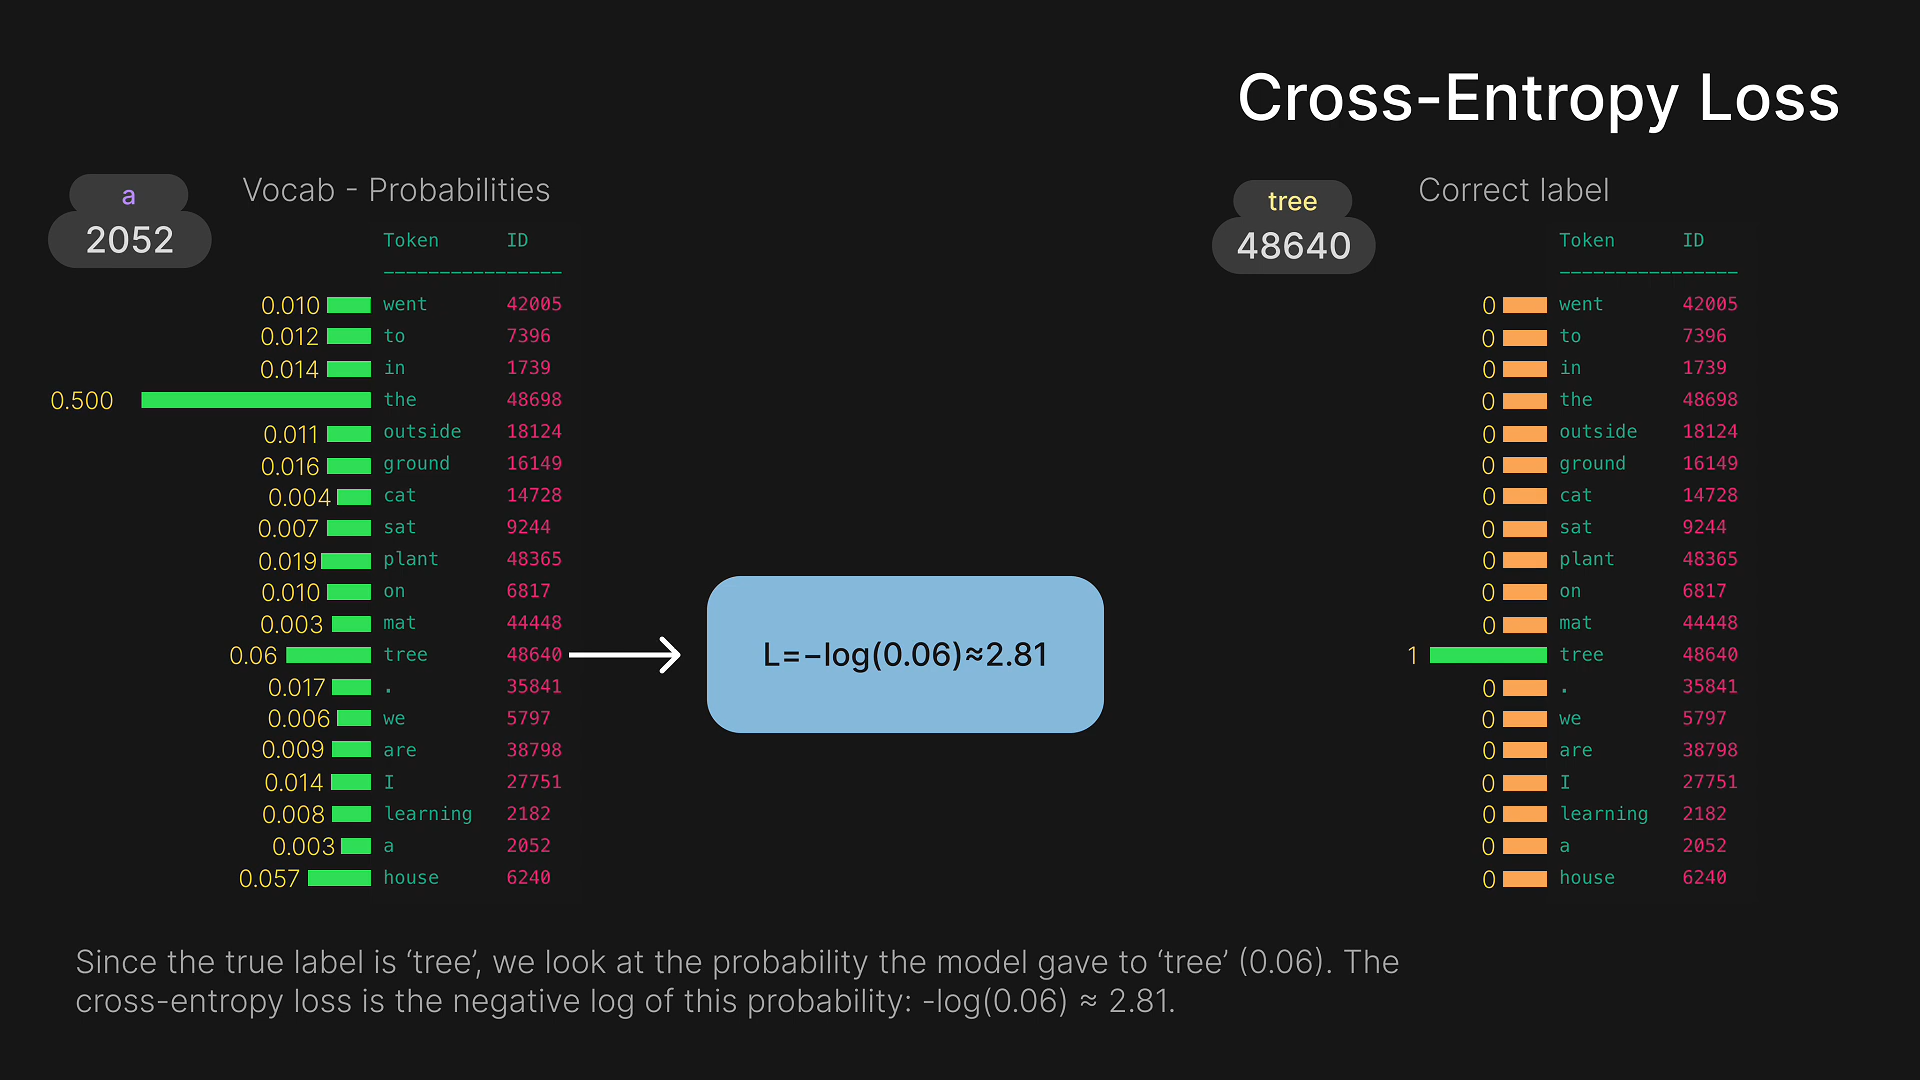 Cross-Entropy Loss
a
2052
Vocab - Probabilities
Token ID
----------------
0.010 went 42005
0.012 to 7396
0.014 in 1739
0.500 the 48698
0.011 outside 18124
0.016 ground 16149
0.004 cat 14728
0.007 sat 9244
0.019 plant 48365
0.010 on 6817
0.003 mat 44448
0.06 tree 48640
0.017 . 35841
0.006 we 5797
0.009 are 38798
0.014 I 27751
0.008 learning 2182
0.003 a 2052
0.057 house 6240
L=−log(0.06)≈2.81
tree
48640
Correct label
Token ID
----------------
0 went 42005
0 to 7396
0 in 1739
0 the 48698
0 outside 18124
0 ground 16149
0 cat 14728
0 sat 9244
0 plant 48365
0 on 6817
0 mat 44448
1 tree 48640
0 . 35841
0 we 5797
0 are 38798
0 I 27751
0 learning 2182
0 a 2052
0 house 6240
Since the true label is ‘tree’, we look at the probability the model gave to ‘tree’ (0.06). The
cross-entropy loss is the negative log of this probability: -log(0.06) ≈ 2.81.